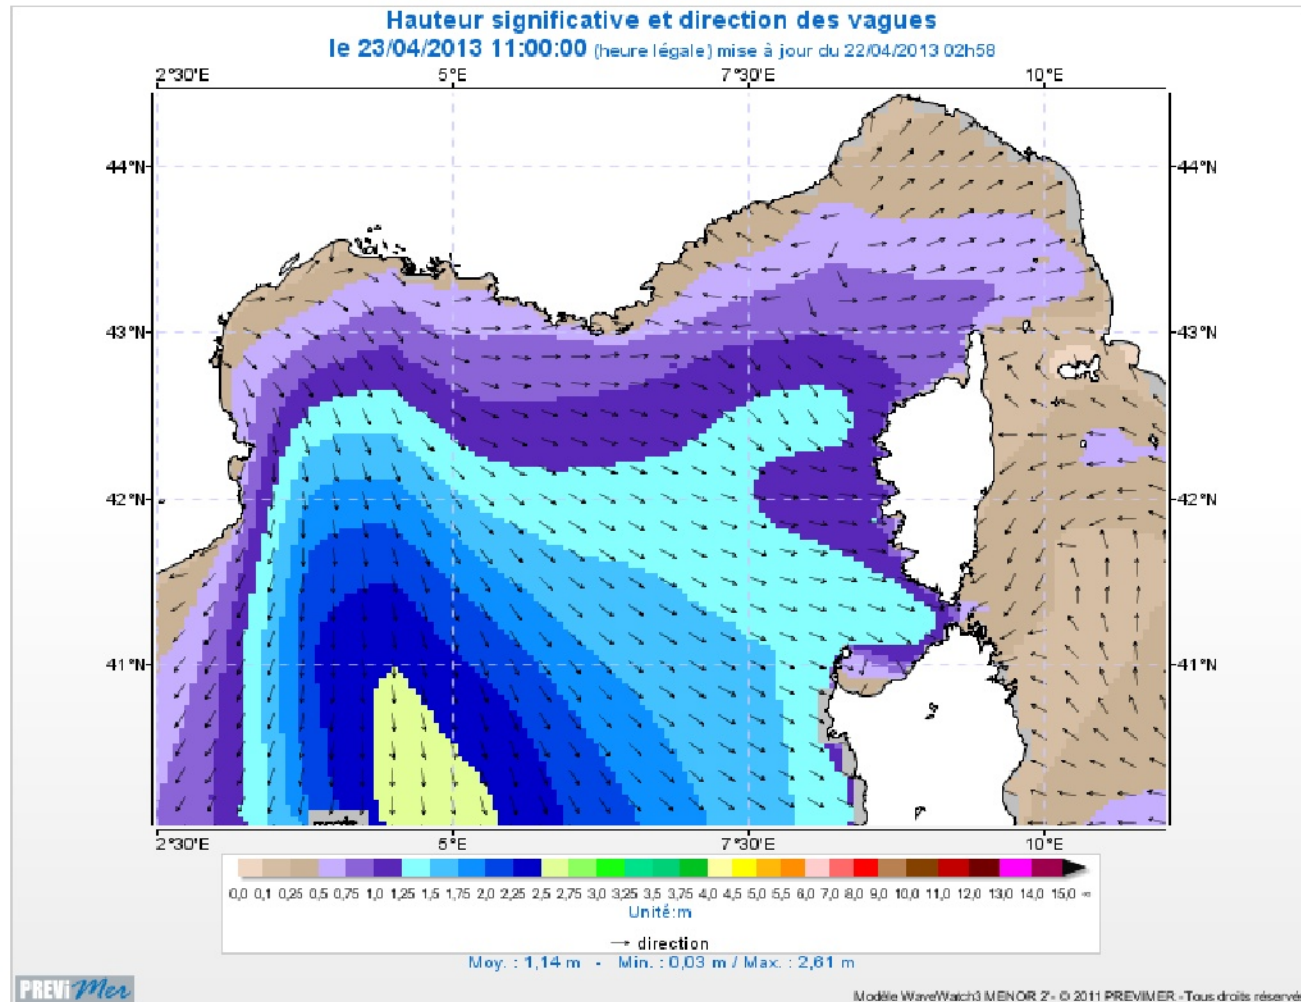 Hauteur significative et direction des vagues
le 23/04/2013 11:00:00 (heure légale) mise à jour du 22/04/2013 02h58
2°30'E 5°E 7°30'E 10°E
44°N 44°N
43°N 43°N
42°N 42°N
41°N 41°N
2°30'E 5°E 7°30'E 10°E
0,0 0,1 0,25 0,5 0,75 1,0 1,25 1,5 1,75 2,0 2,25 2,5 2,75 3,0 3,25 3,5 3,75 4,0 4,5 5,0 5,5 6,0 7,0 8,0 9,0 10,0 11,0 12,0 13,0 14,0 15,0 ∞
Unité:m
→ direction
Moy. : 1,14 m - Min. : 0,03 m / Max. : 2,61 m
PREVi Mer
Modèle WaveWatch3 MENOR 2'- © 2011 PREVIMER - Tous droits réservés